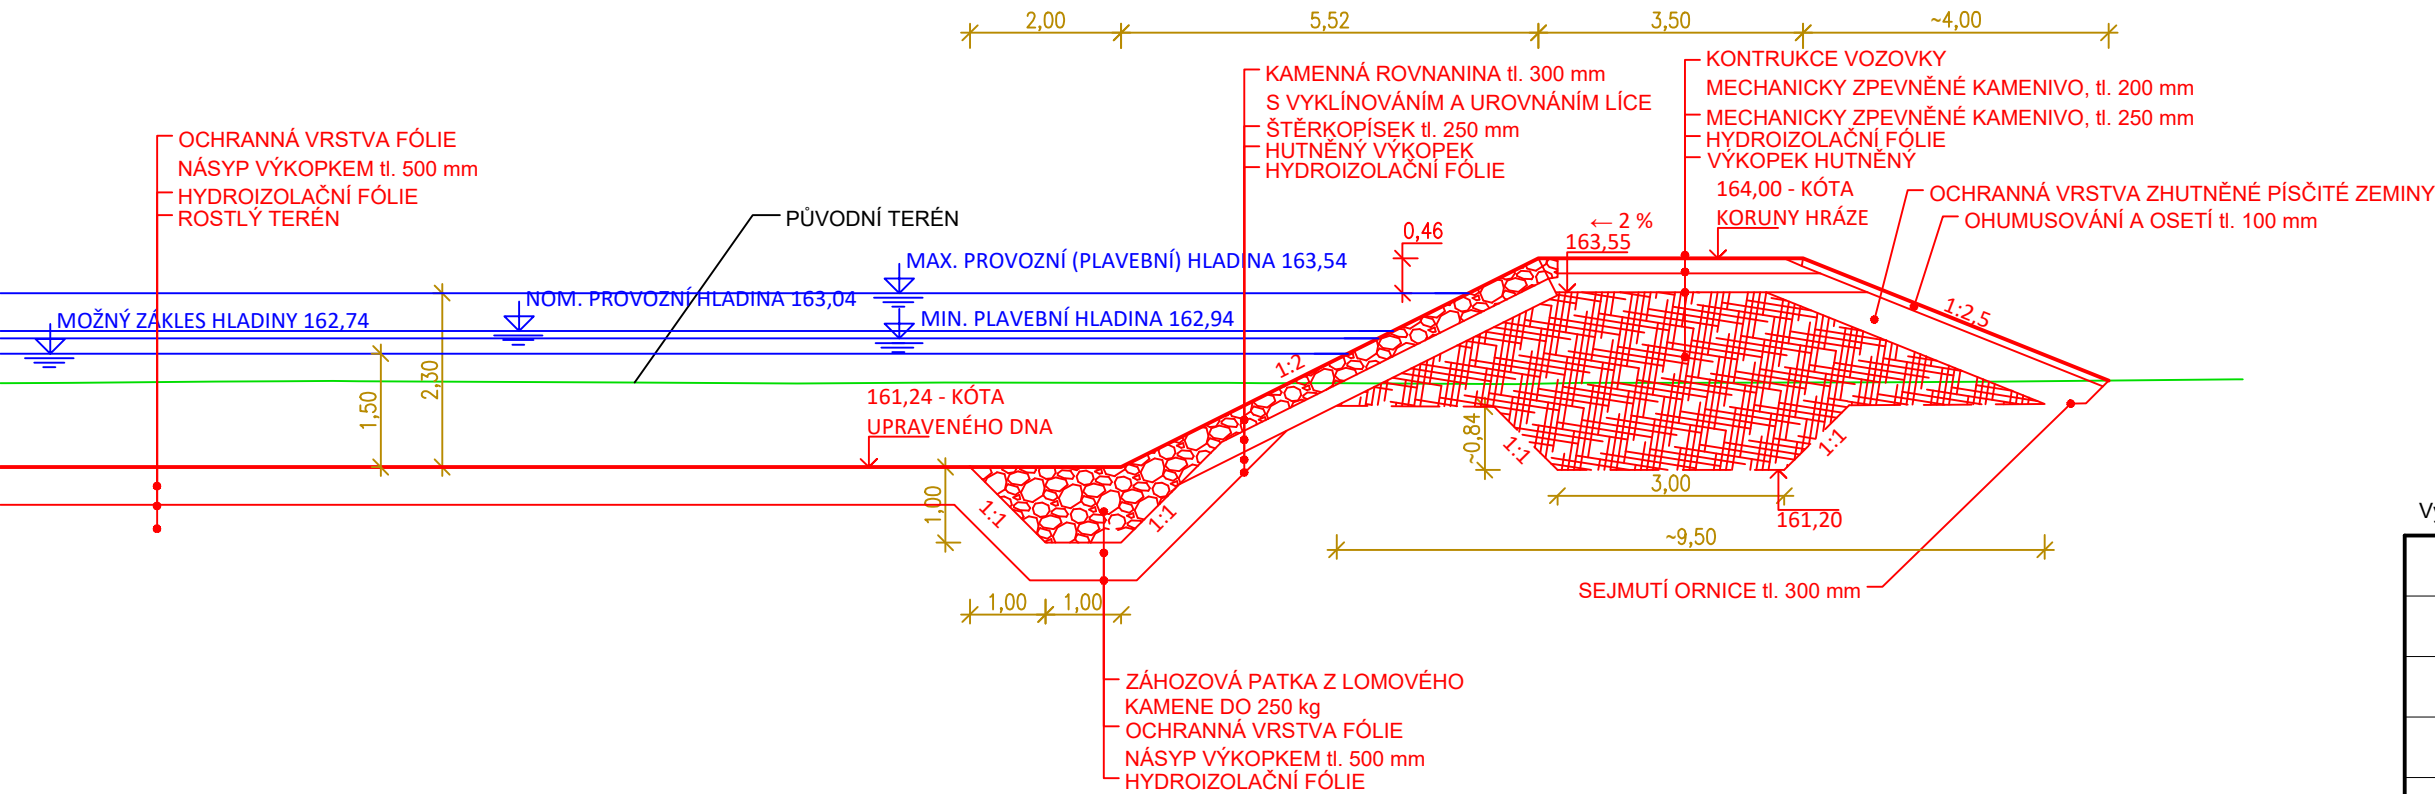 2,00
5,52
3,50
~4,00
KAMENNÁ ROVNANINA tl. 300 mm
S VYKLÍNOVÁNÍM A UROVNÁNÍM LÍCE
ŠTĚRKOPÍSEK tl. 250 mm
HUTNĚNÝ VÝKOPEK
HYDROIZOLAČNÍ FÓLIE
KONTRUKCE VOZOVKY
MECHANICKY ZPEVNĚNÉ KAMENIVO, tl. 200 mm
MECHANICKY ZPEVNĚNÉ KAMENIVO, tl. 250 mm
HYDROIZOLAČNÍ FÓLIE
VÝKOPEK HUTNĚNÝ
164,00 - KÓTA
KORUNY HRÁZE
OCHRANNÁ VRSTVA ZHUTNĚNÉ PÍSČITÉ ZEMINY
OHUMUSOVÁNÍ A OSETÍ tl. 100 mm
OCHRANNÁ VRSTVA FÓLIE
NÁSYP VÝKOPKEM tl. 500 mm
HYDROIZOLAČNÍ FÓLIE
ROSTLÝ TERÉN
PŮVODNÍ TERÉN
0,46
← 2 %
163,55
MAX. PROVOZNÍ (PLAVEBNÍ) HLADINA 163,54
NOM. PROVOZNÍ HLADINA 163,04
MOŽNÝ ZÁKLES HLADINY 162,74
MIN. PLAVEBNÍ HLADINA 162,94
1:2,5
1:2
1,50
2,30
161,24 - KÓTA
UPRAVENÉHO DNA
~0,84
1:1
1:1
3,00
161,20
1,00
1:1
1:1
~9,50
SEJMUTÍ ORNICE tl. 300 mm
1,00
1,00
ZÁHOZOVÁ PATKA Z LOMOVÉHO
KAMENE DO 250 kg
OCHRANNÁ VRSTVA FÓLIE
NÁSYP VÝKOPKEM tl. 500 mm
HYDROIZOLAČNÍ FÓLIE